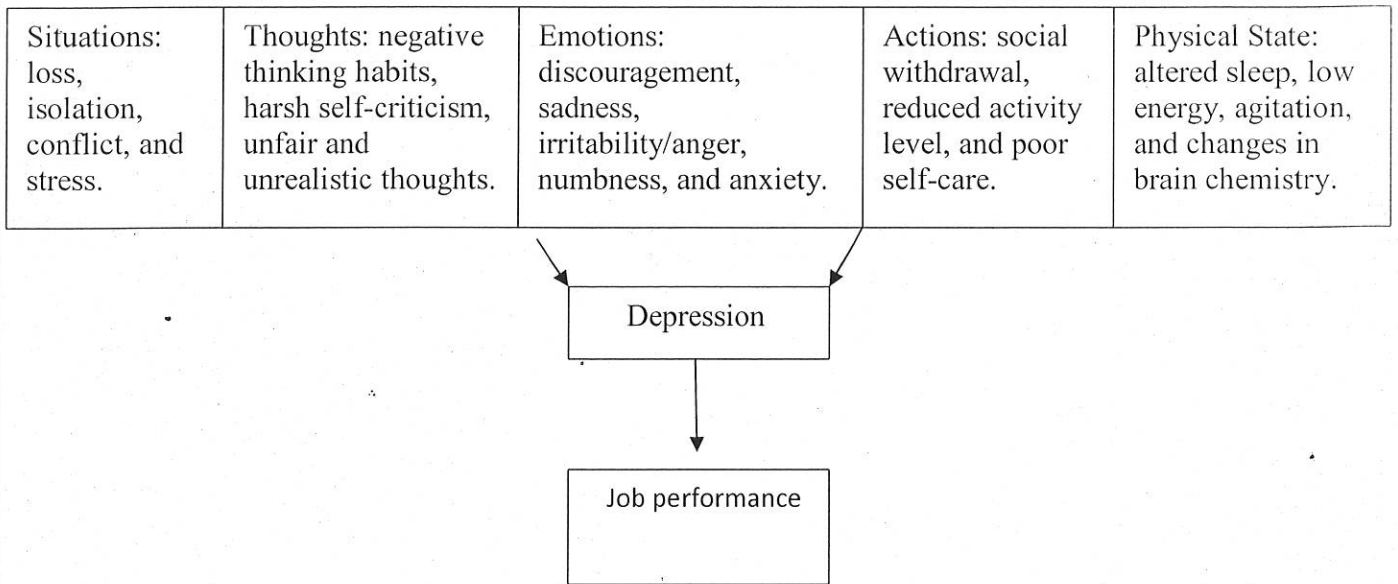 Situations:
loss,
isolation,
conflict, and
stress.
Thoughts: negative
thinking habits,
harsh self-criticism,
unfair and
unrealistic thoughts.
Emotions:
discouragement,
sadness,
irritability/anger,
numbness, and anxiety.
Actions: social
withdrawal,
reduced activity
level, and poor
self-care.
Physical State:
altered sleep, low
energy, agitation,
and changes in
brain chemistry.
Depression
Job performance